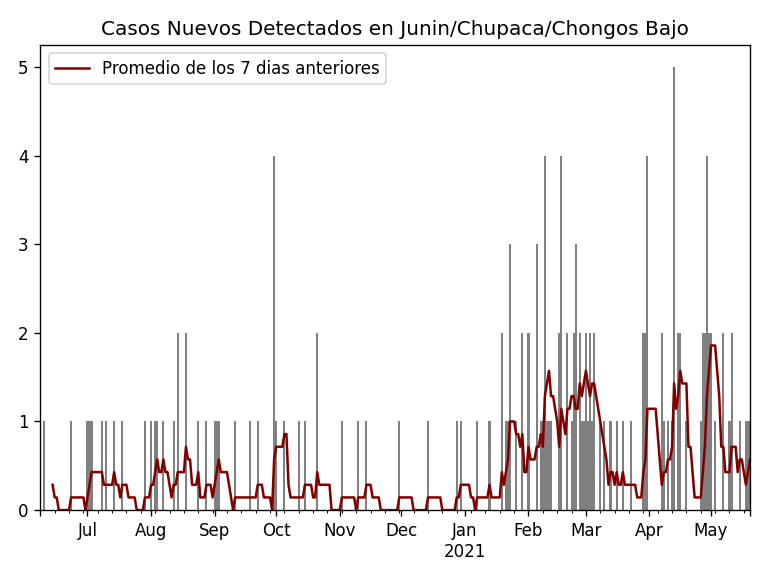 Casos Nuevos Detectados en Junin/Chupaca/Chongos Bajo
Promedio de los 7 dias anteriores
5
4
3
2
1
0
Jul Aug Sep Oct Nov Dec Jan Feb Mar Apr May
2021